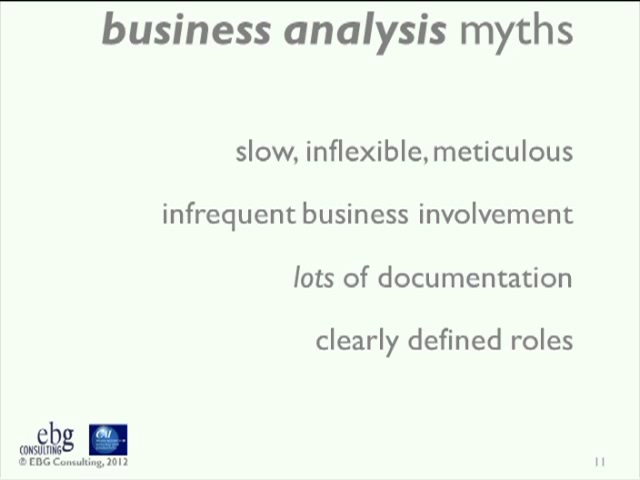 business analysis myths
slow, inflexible, meticulous
infrequent business involvement
lots of documentation
clearly defined roles
ebg
CONSULTING
© EBG Consulting, 2012
11